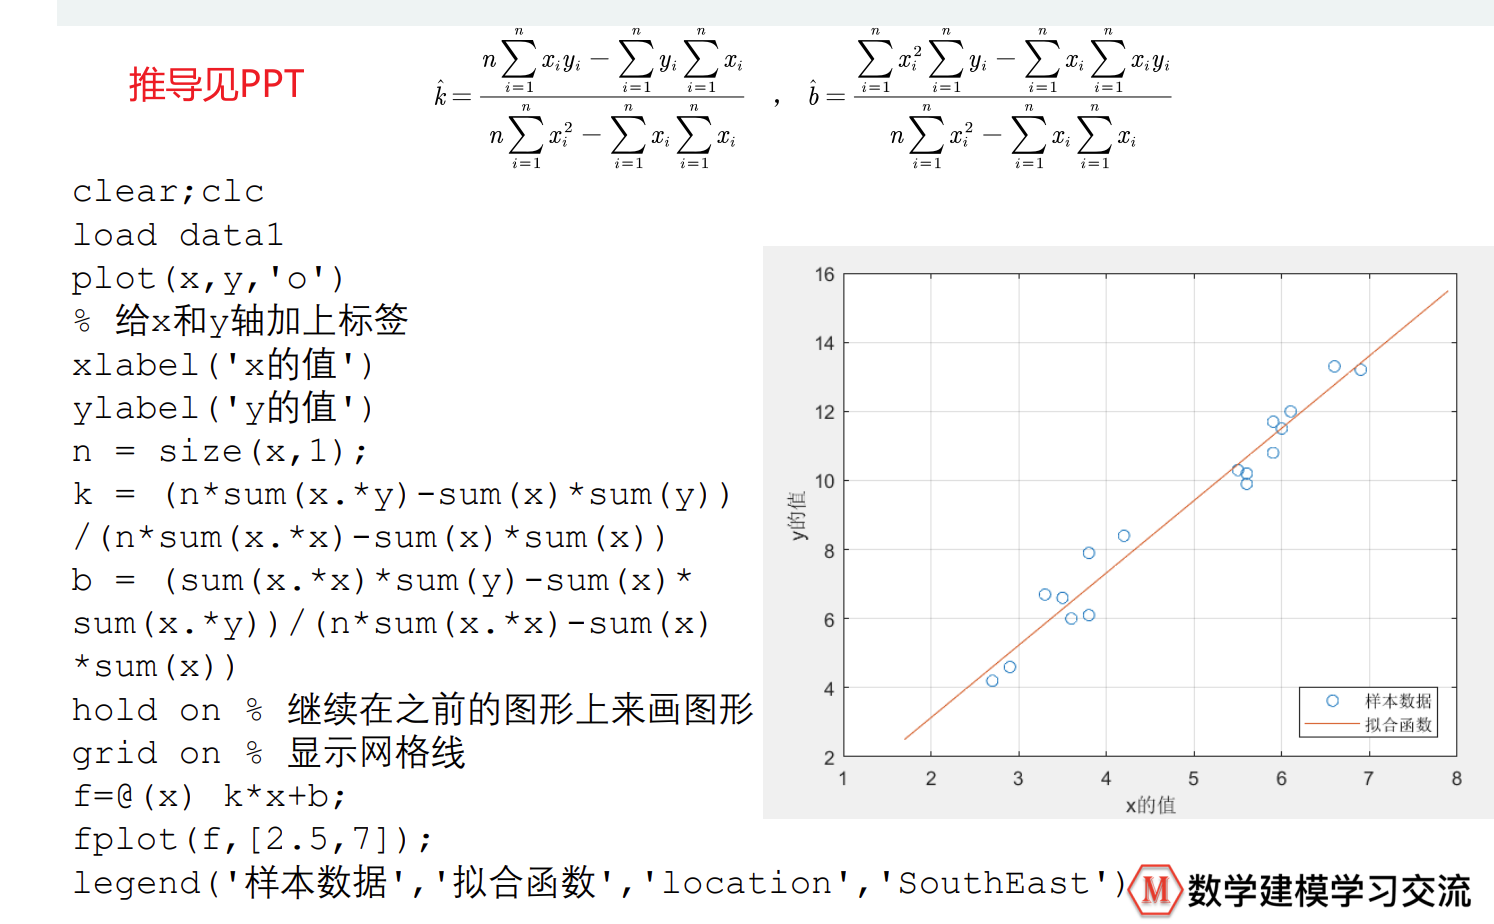 推导见PPT
$\hat{k}=\frac{n\sum_{i=1}^{n}x_iy_i-\sum_{i=1}^{n}y_i\sum_{i=1}^{n}x_i}{n\sum_{i=1}^{n}x_i^2-\sum_{i=1}^{n}x_i\sum_{i=1}^{n}x_i}$ , $\hat{b}=\frac{\sum_{i=1}^{n}x_i^2\sum_{i=1}^{n}y_i-\sum_{i=1}^{n}x_i\sum_{i=1}^{n}x_iy_i}{n\sum_{i=1}^{n}x_i^2-\sum_{i=1}^{n}x_i\sum_{i=1}^{n}x_i}$
clear;clc
load data1
plot(x,y,'o')
% 给x和y轴加上标签
xlabel('x的值')
ylabel('y的值')
n = size(x,1);
k = (n*sum(x.*y)-sum(x)*sum(y))
/(n*sum(x.*x)-sum(x)*sum(x))
b = (sum(x.*x)*sum(y)-sum(x)*
sum(x.*y))/(n*sum(x.*x)-sum(x)
*sum(x))
hold on % 继续在之前的图形上来画图形
grid on % 显示网格线
f=@(x) k*x+b;
fplot(f,[2.5,7]);
legend('样本数据','拟合函数','location','SouthEast')
16
14
12
10
8
6
4
2
y的值
1 2 3 4 5 6 7 8
x的值
样本数据
拟合函数
M 数学建模学习交流